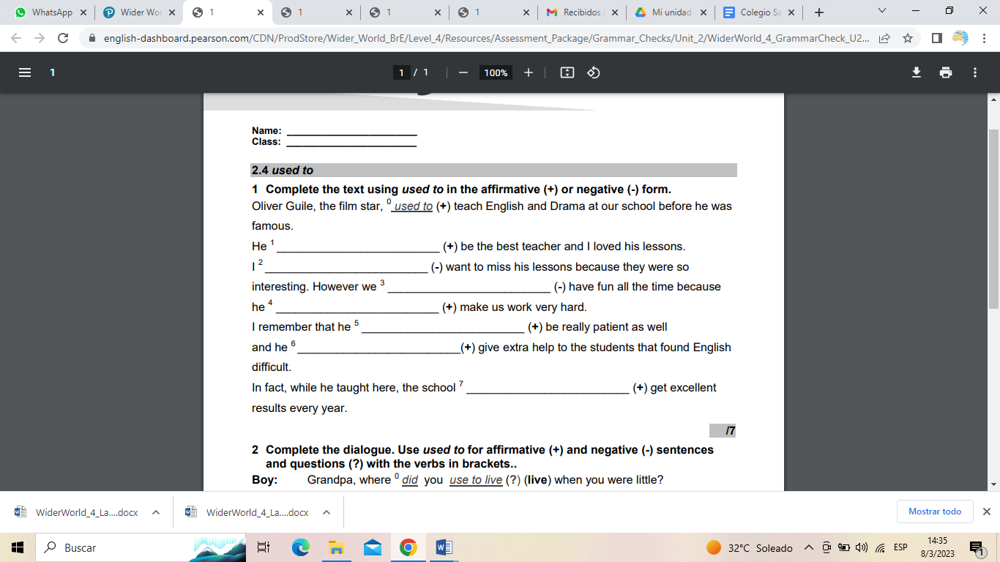 WhatsApp
Wider Wor
1
1
1
1
Recibidos
Mi unidad
Colegio Sa
english-dashboard.pearson.com/CDN/ProdStore/Wider_World_BrE/Level_4/Resources/Assessment_Package/Grammar_Checks/Unit_2/WiderWorld_4_GrammarCheck_U2...
1
1 / 1
100%
Name: ____________________
Class: ____________________
2.4 used to
1 Complete the text using used to in the affirmative (+) or negative (-) form.
Oliver Guile, the film star, 0 used to (+) teach English and Drama at our school before he was
famous.
He 1 _________________________ (+) be the best teacher and I loved his lessons.
I 2 _________________________ (-) want to miss his lessons because they were so
interesting. However we 3 _________________________ (-) have fun all the time because
he 4 _________________________ (+) make us work very hard.
I remember that he 5 _________________________ (+) be really patient as well
and he 6 _________________________(+) give extra help to the students that found English
difficult.
In fact, while he taught here, the school 7 _________________________ (+) get excellent
results every year.
/7
2 Complete the dialogue. Use used to for affirmative (+) and negative (-) sentences
and questions (?) with the verbs in brackets..
Boy: Grandpa, where 0 did you use to live (?) (live) when you were little?
WiderWorld_4_La....docx
WiderWorld_4_La....docx
Mostrar todo
Buscar
32°C Soleado
ESP
14:35
8/3/2023
1